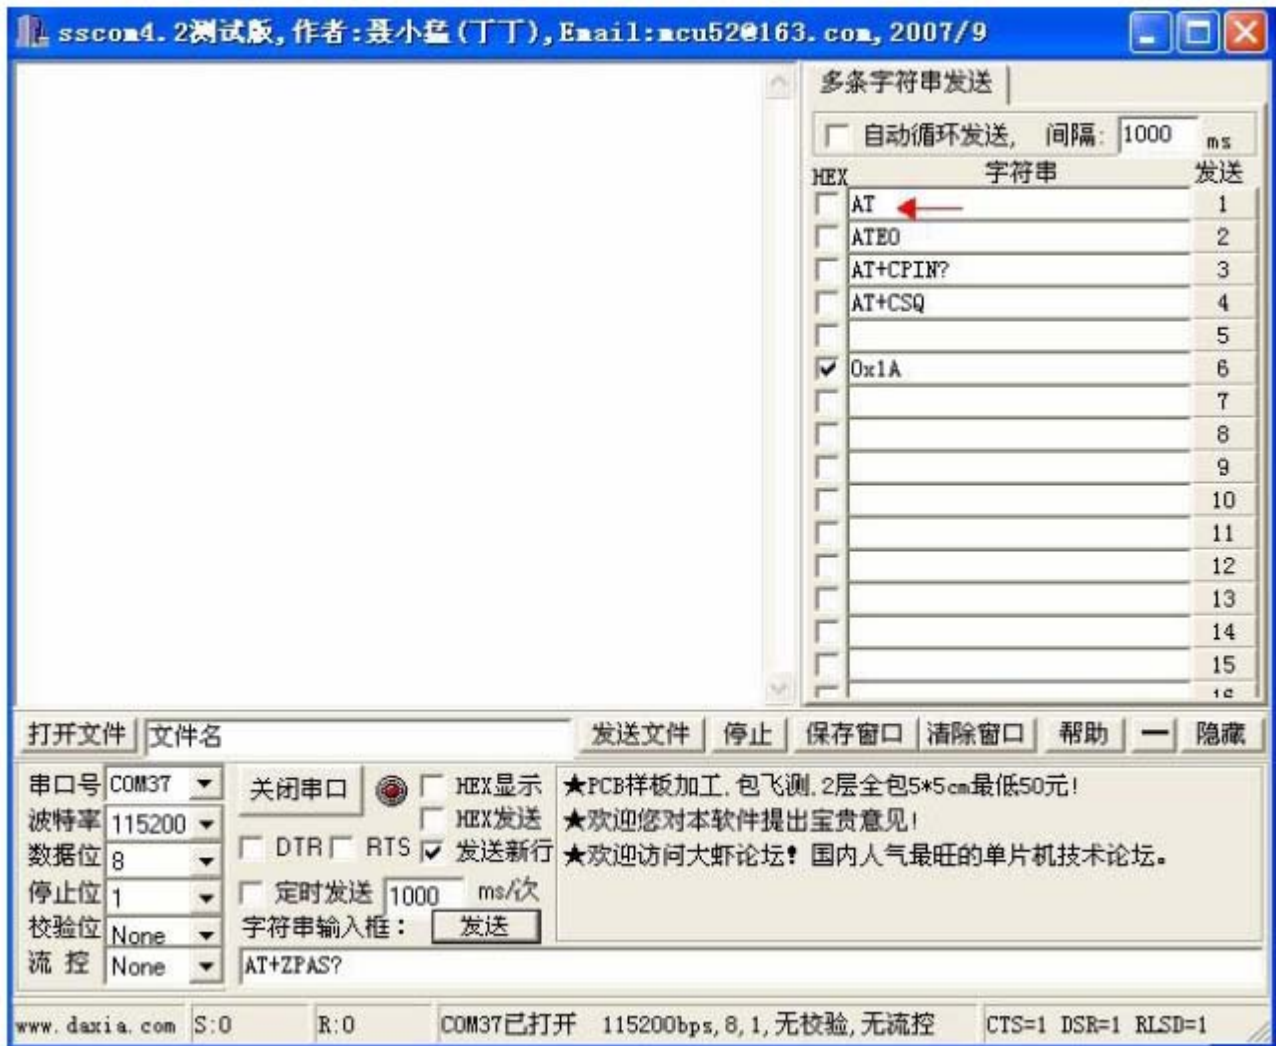 sscom4.2测试版,作者:聂小猛(丁丁),Email:mcu52@163.com,2007/9
多条字符串发送
自动循环发送, 间隔: 1000 ms
HEX 字符串 发送
AT 1
ATE0 2
AT+CPIN? 3
AT+CSQ 4
5
0x1A 6
7
8
9
10
11
12
13
14
15
16
打开文件 文件名 发送文件 停止 保存窗口 清除窗口 帮助 一 隐藏
串口号 COM37 关闭串口 HEX显示 ★PCB样板加工,包飞测,2层全包5*5cm最低50元!
波特率 115200 HEX发送 ★欢迎您对本软件提出宝贵意见!
数据位 8 DTR RTS 发送新行 ★欢迎访问大虾论坛! 国内人气最旺的单片机技术论坛。
停止位 1 定时发送 1000 ms/次
校验位 None 字符串输入框: 发送
流 控 None AT+ZPAS?
www.daxia.com S:0 R:0 COM37已打开 115200bps,8,1,无校验,无流控 CTS=1 DSR=1 RLSD=1